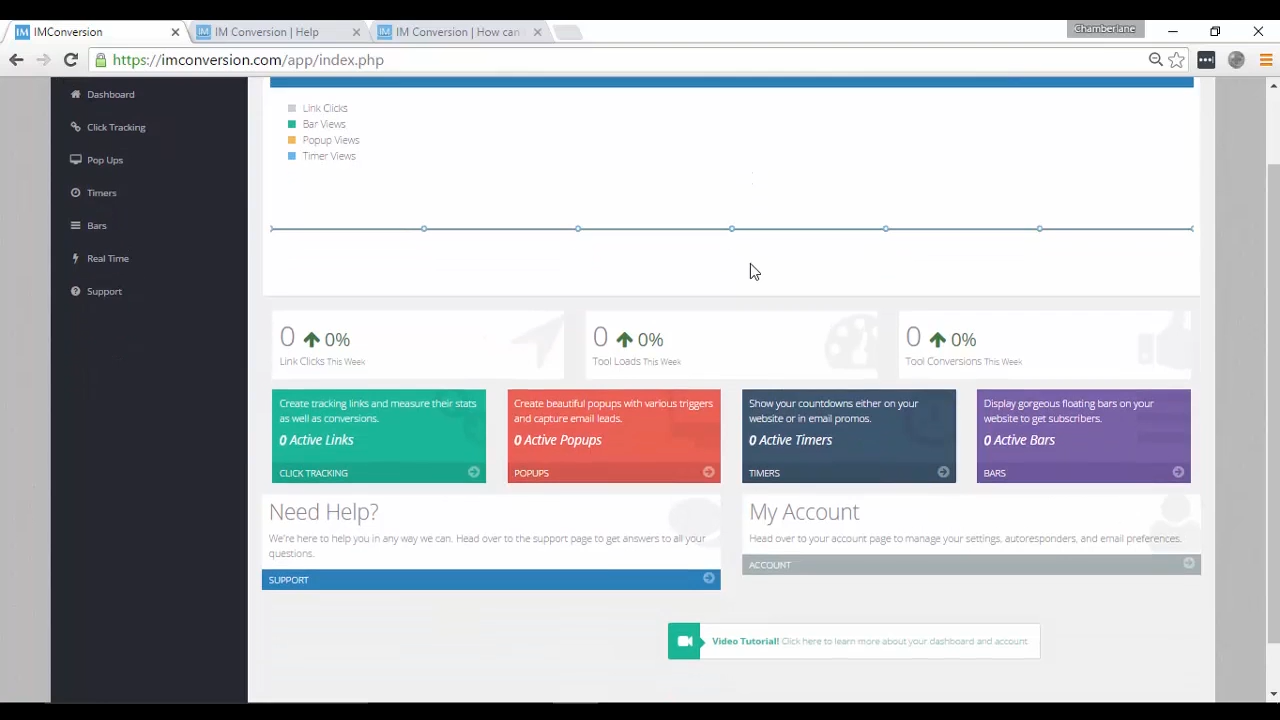 IMConversion
IM Conversion | Help
IM Conversion | How can
Chamberlane
https://imconversion.com/app/index.php
Dashboard
Click Tracking
Pop Ups
Timers
Bars
Real Time
Support
Link Clicks
Bar Views
Popup Views
Timer Views
0 0%
Link Clicks This Week
0 0%
Tool Loads This Week
0 0%
Tool Conversions This Week
Create tracking links and measure their stats
as well as conversions.
0 Active Links
CLICK TRACKING
Create beautiful popups with various triggers
and capture email leads.
0 Active Popups
POPUPS
Show your countdowns either on your
website or in email promos.
0 Active Timers
TIMERS
Display gorgeous floating bars on your
website to get subscribers.
0 Active Bars
BARS
Need Help?
We're here to help you in any way we can. Head over to the support page to get answers to all your
questions.
SUPPORT
My Account
Head over to your account page to manage your settings, autoresponders, and email preferences.
ACCOUNT
Video Tutorial! Click here to learn more about your dashboard and account